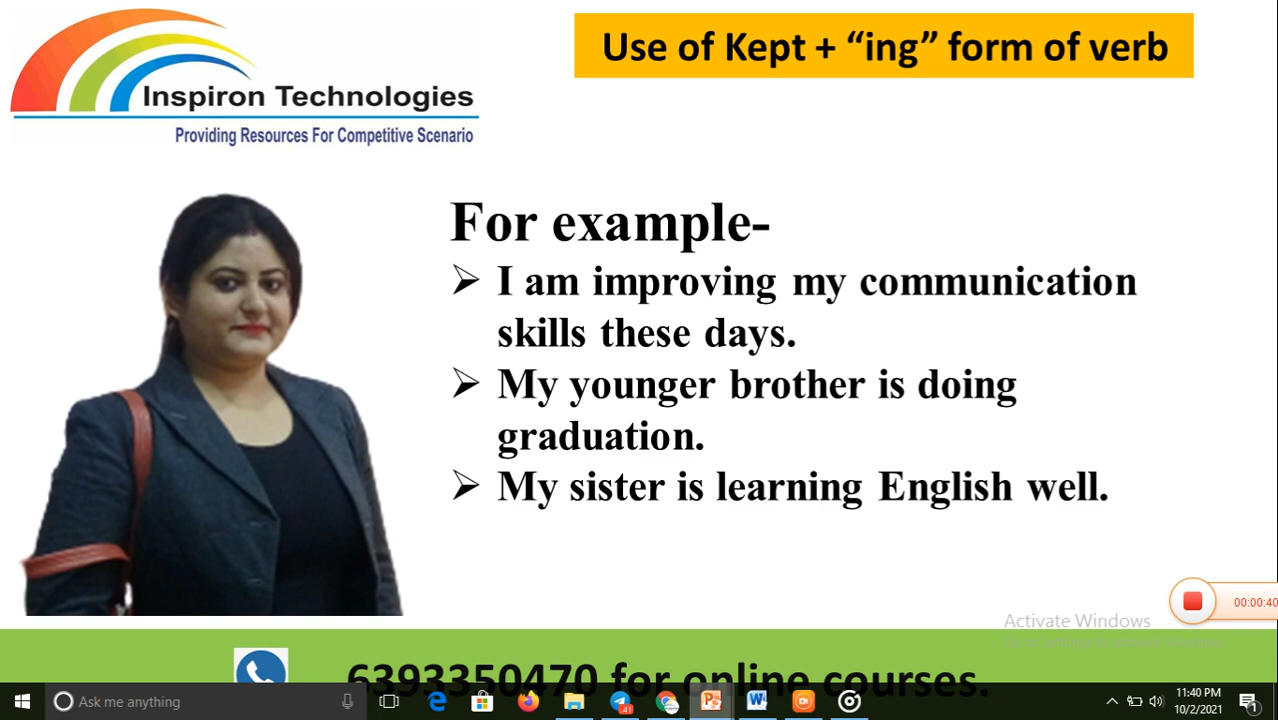 Inspiron Technologies
Providing Resources For Competitive Scenario
Use of Kept + “ing” form of verb
For example-
➢ I am improving my communication
skills these days.
➢ My younger brother is doing
graduation.
➢ My sister is learning English well.
00:00:40
Activate Windows
6393350470 for online courses.
Ask me anything
41
11:40 PM
10/2/2021
1